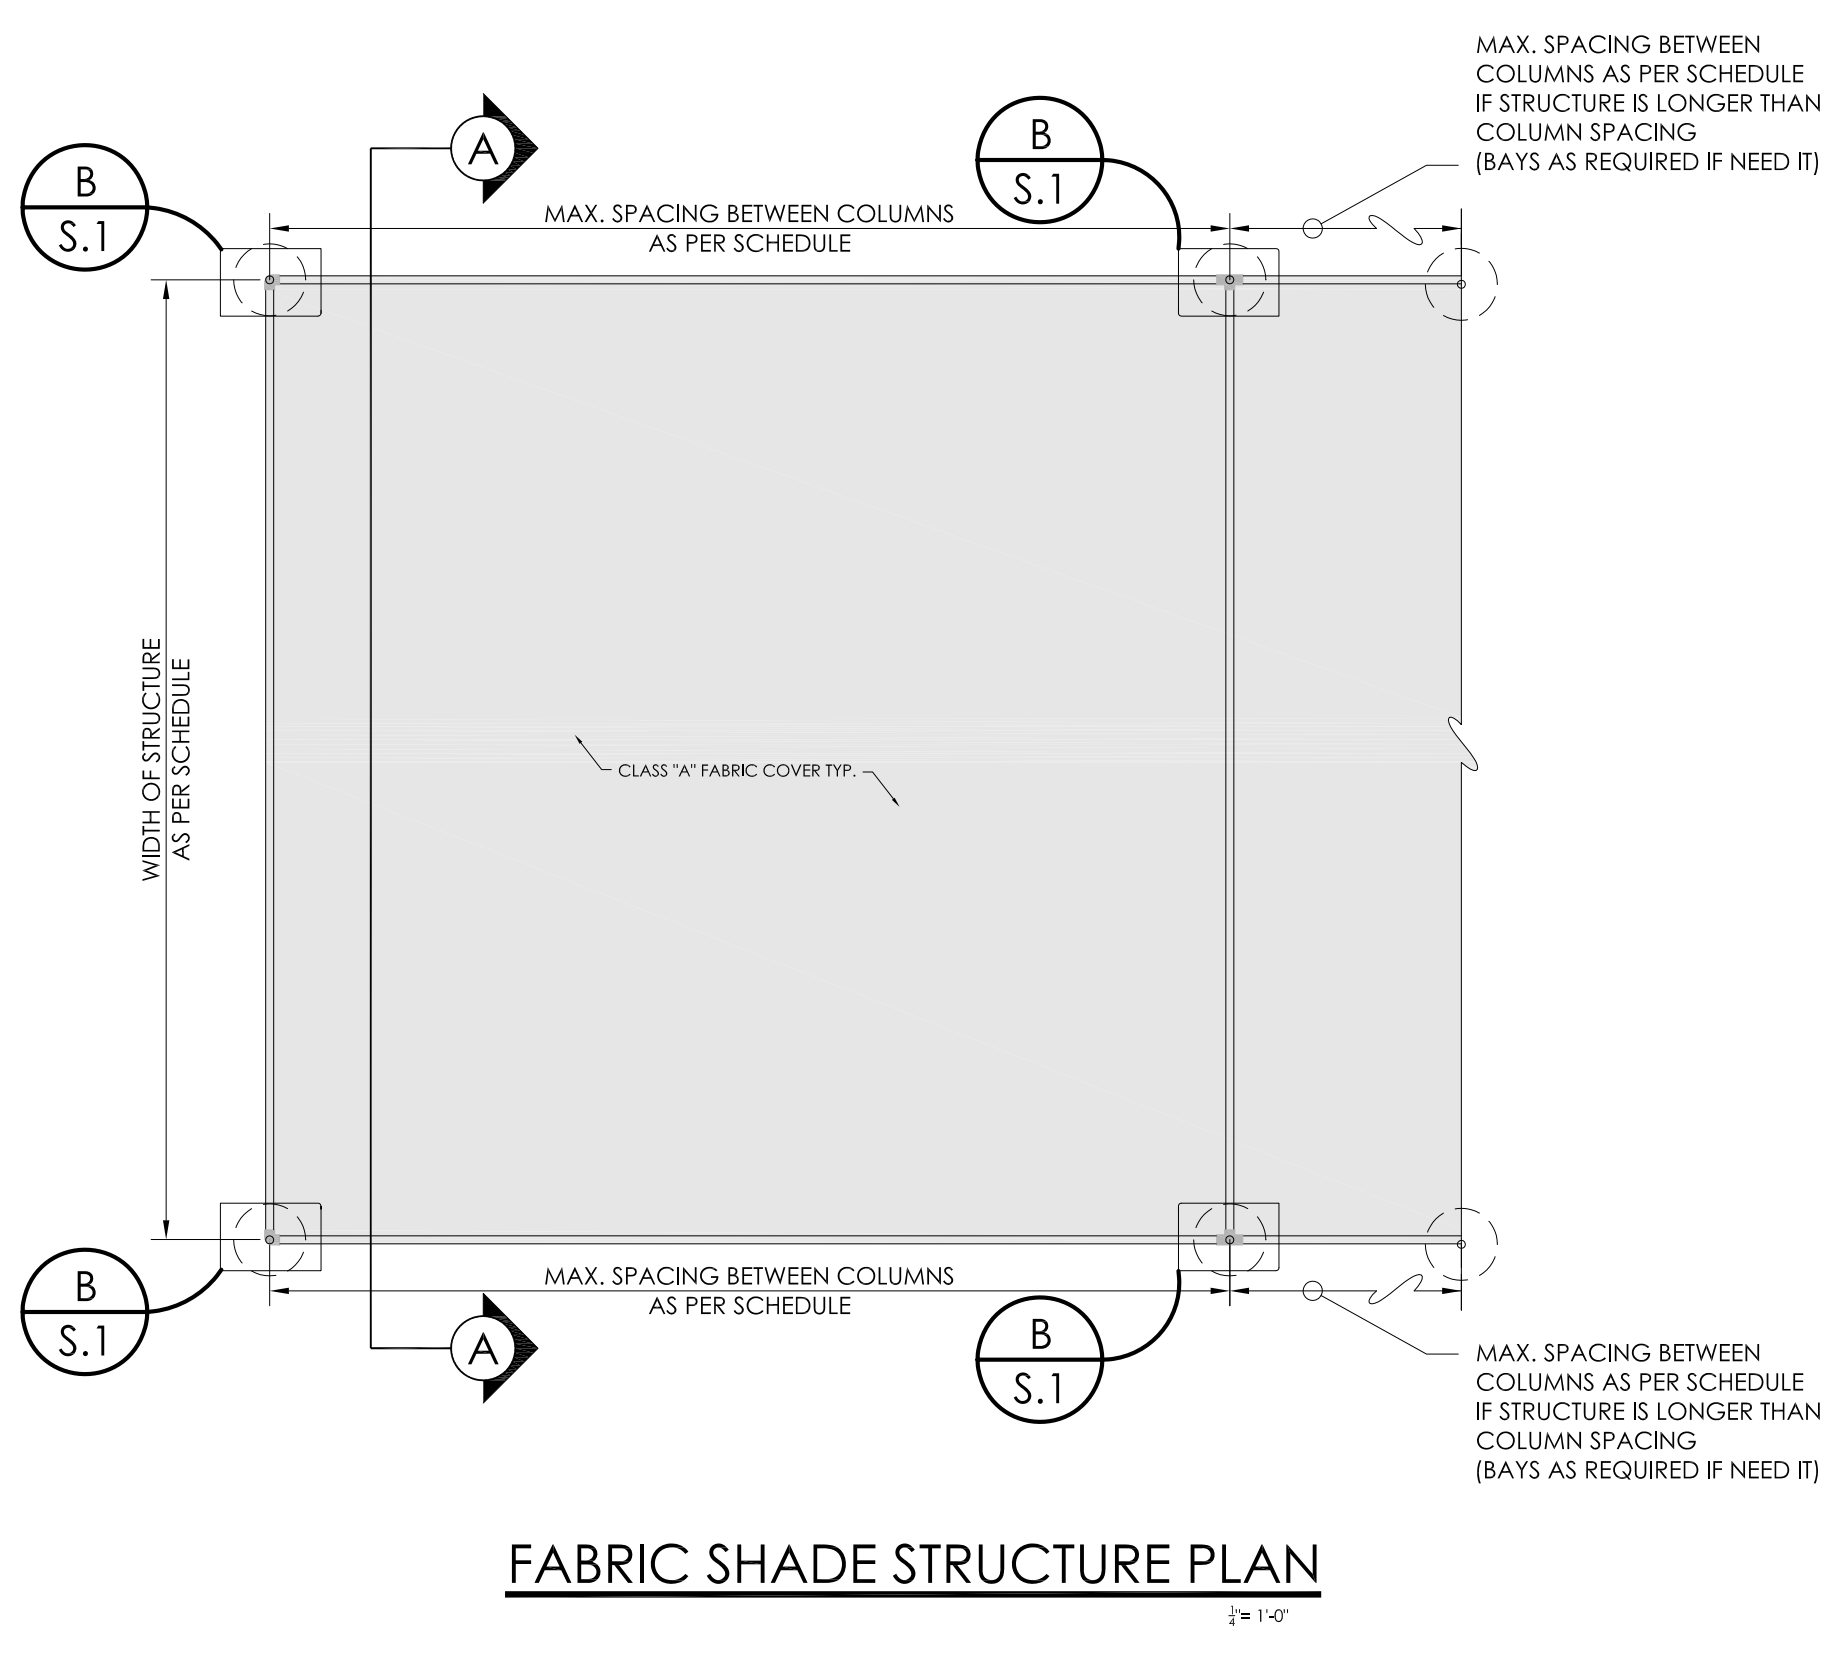 MAX. SPACING BETWEEN
COLUMNS AS PER SCHEDULE
IF STRUCTURE IS LONGER THAN
COLUMN SPACING
(BAYS AS REQUIRED IF NEED IT)
B
S.1
A
B
S.1
MAX. SPACING BETWEEN COLUMNS
AS PER SCHEDULE
WIDTH OF STRUCTURE
AS PER SCHEDULE
CLASS "A" FABRIC COVER TYP.
MAX. SPACING BETWEEN COLUMNS
AS PER SCHEDULE
B
S.1
A
B
S.1
MAX. SPACING BETWEEN
COLUMNS AS PER SCHEDULE
IF STRUCTURE IS LONGER THAN
COLUMN SPACING
(BAYS AS REQUIRED IF NEED IT)
FABRIC SHADE STRUCTURE PLAN
1/4"= 1'-0"